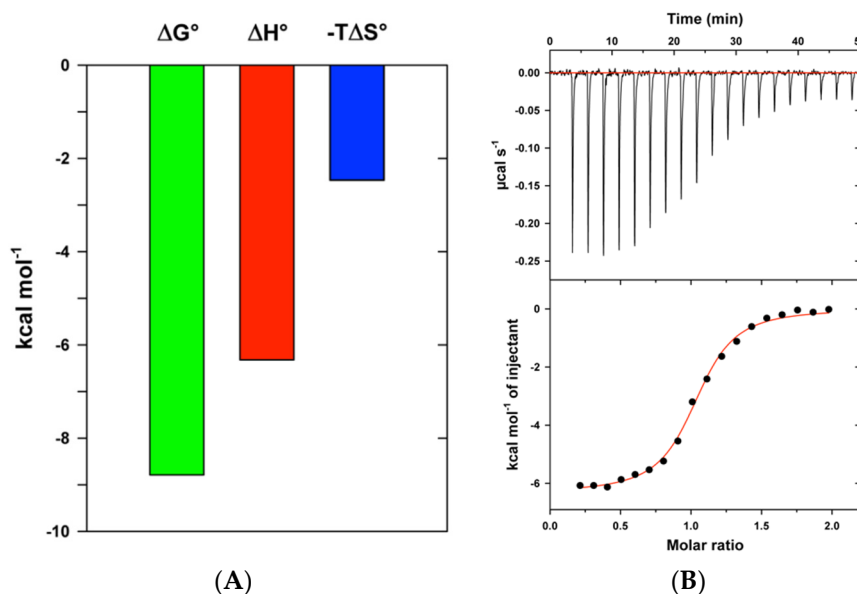 ΔG° ΔH° -TΔS°
0
-2
-4
-6
-8
-10
kcal mol⁻¹
(A)
Time (min)
0 10 20 30 40 50
0.00
-0.05
-0.10
-0.15
-0.20
-0.25
µcal s⁻¹
0
-2
-4
-6
kcal mol⁻¹ of injectant
0.0 0.5 1.0 1.5 2.0
Molar ratio
(B)